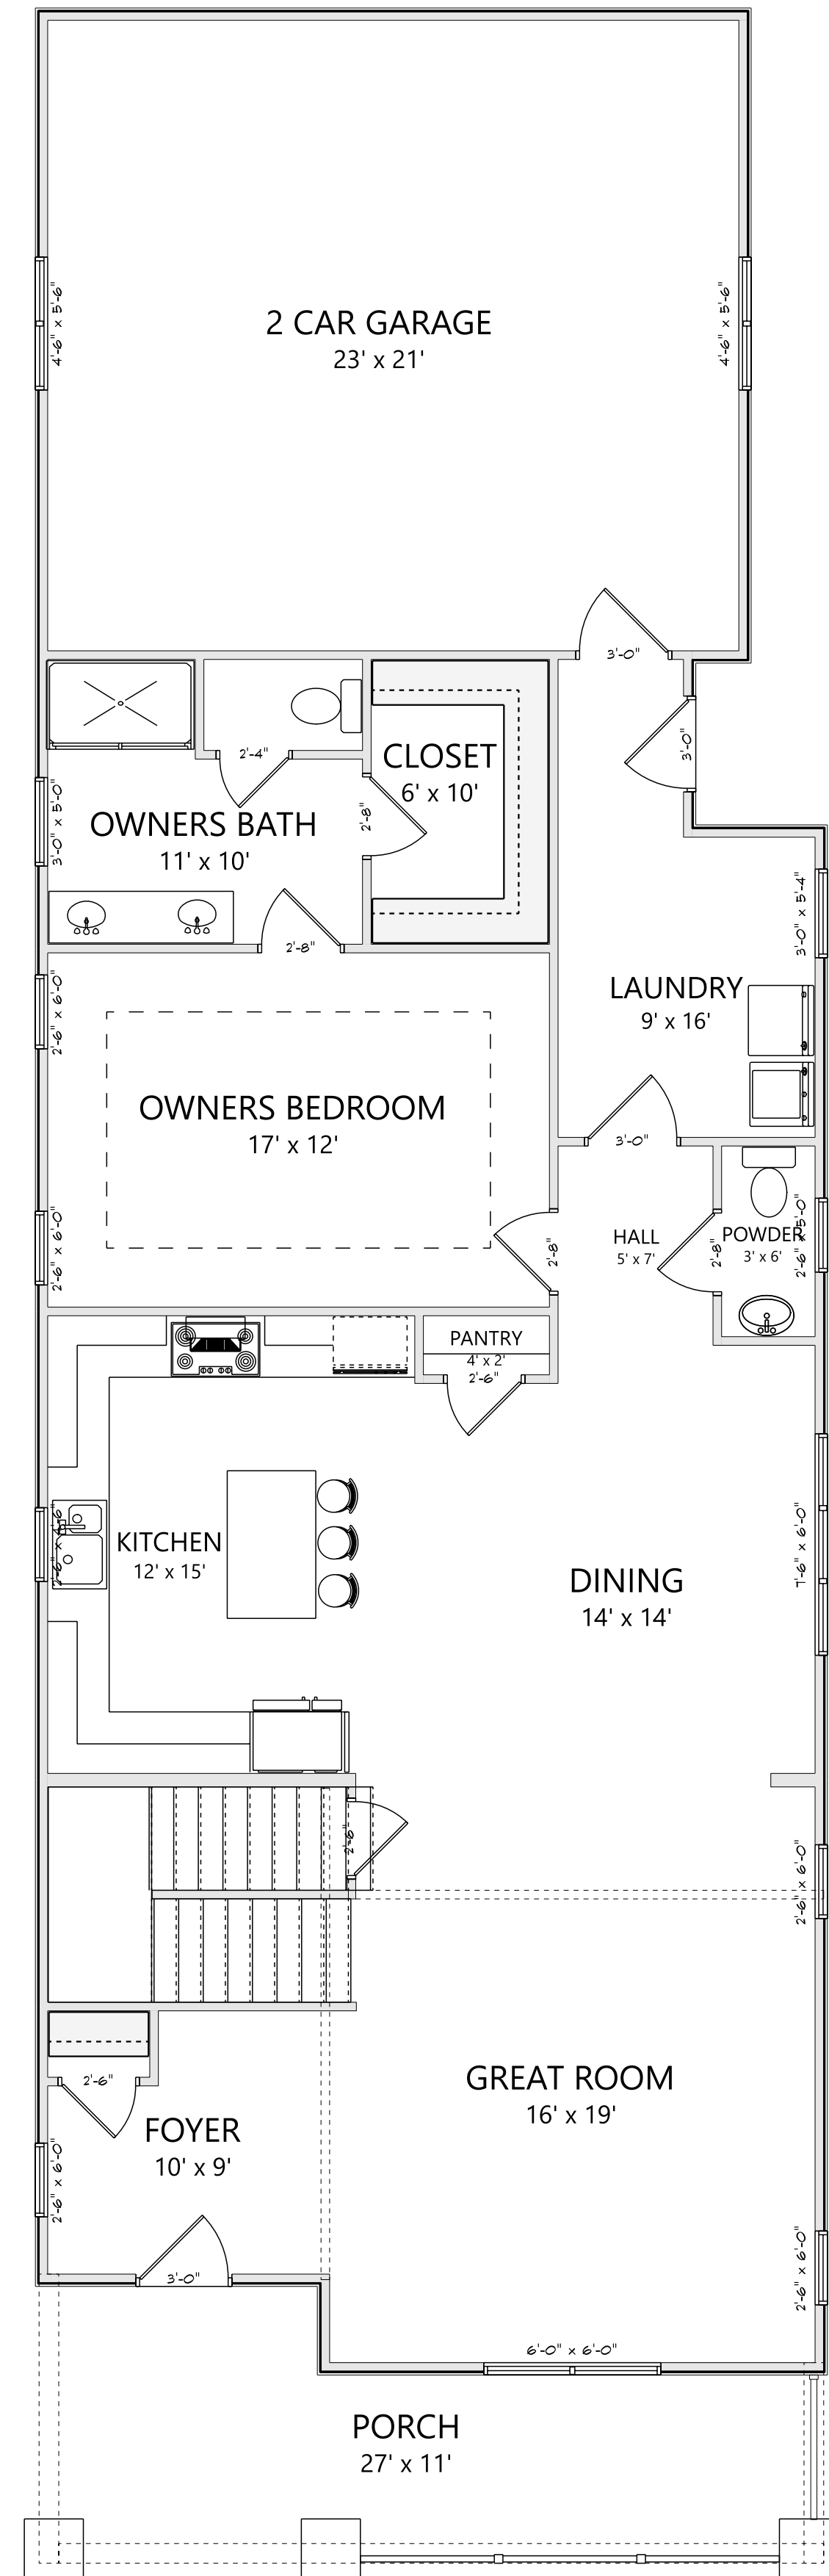 4'-6" x 5'-6"
4'-6" x 5'-6"
2 CAR GARAGE
23' x 21'
3'-0"
3'-0"
2'-4"
CLOSET
6' x 10'
2'-8"
3'-0" x 5'-0"
OWNERS BATH
11' x 10'
2'-8"
3'-0" x 5'-4"
2'-6" x 6'-0"
LAUNDRY
9' x 16'
OWNERS BEDROOM
17' x 12'
3'-0"
2'-6" x 6'-0"
2'-8"
HALL
5' x 7'
2'-8"
POWDER
3' x 6'
2'-6" x 5'-0"
PANTRY
4' x 2'
2'-6"
KITCHEN
12' x 15'
DINING
14' x 14'
7'-6" x 6'-0"
2'-6"
2'-6" x 6'-0"
2'-6"
GREAT ROOM
16' x 19'
FOYER
10' x 9'
2'-6" x 6'-0"
3'-0"
2'-6" x 6'-0"
6'-0" x 6'-0"
PORCH
27' x 11'